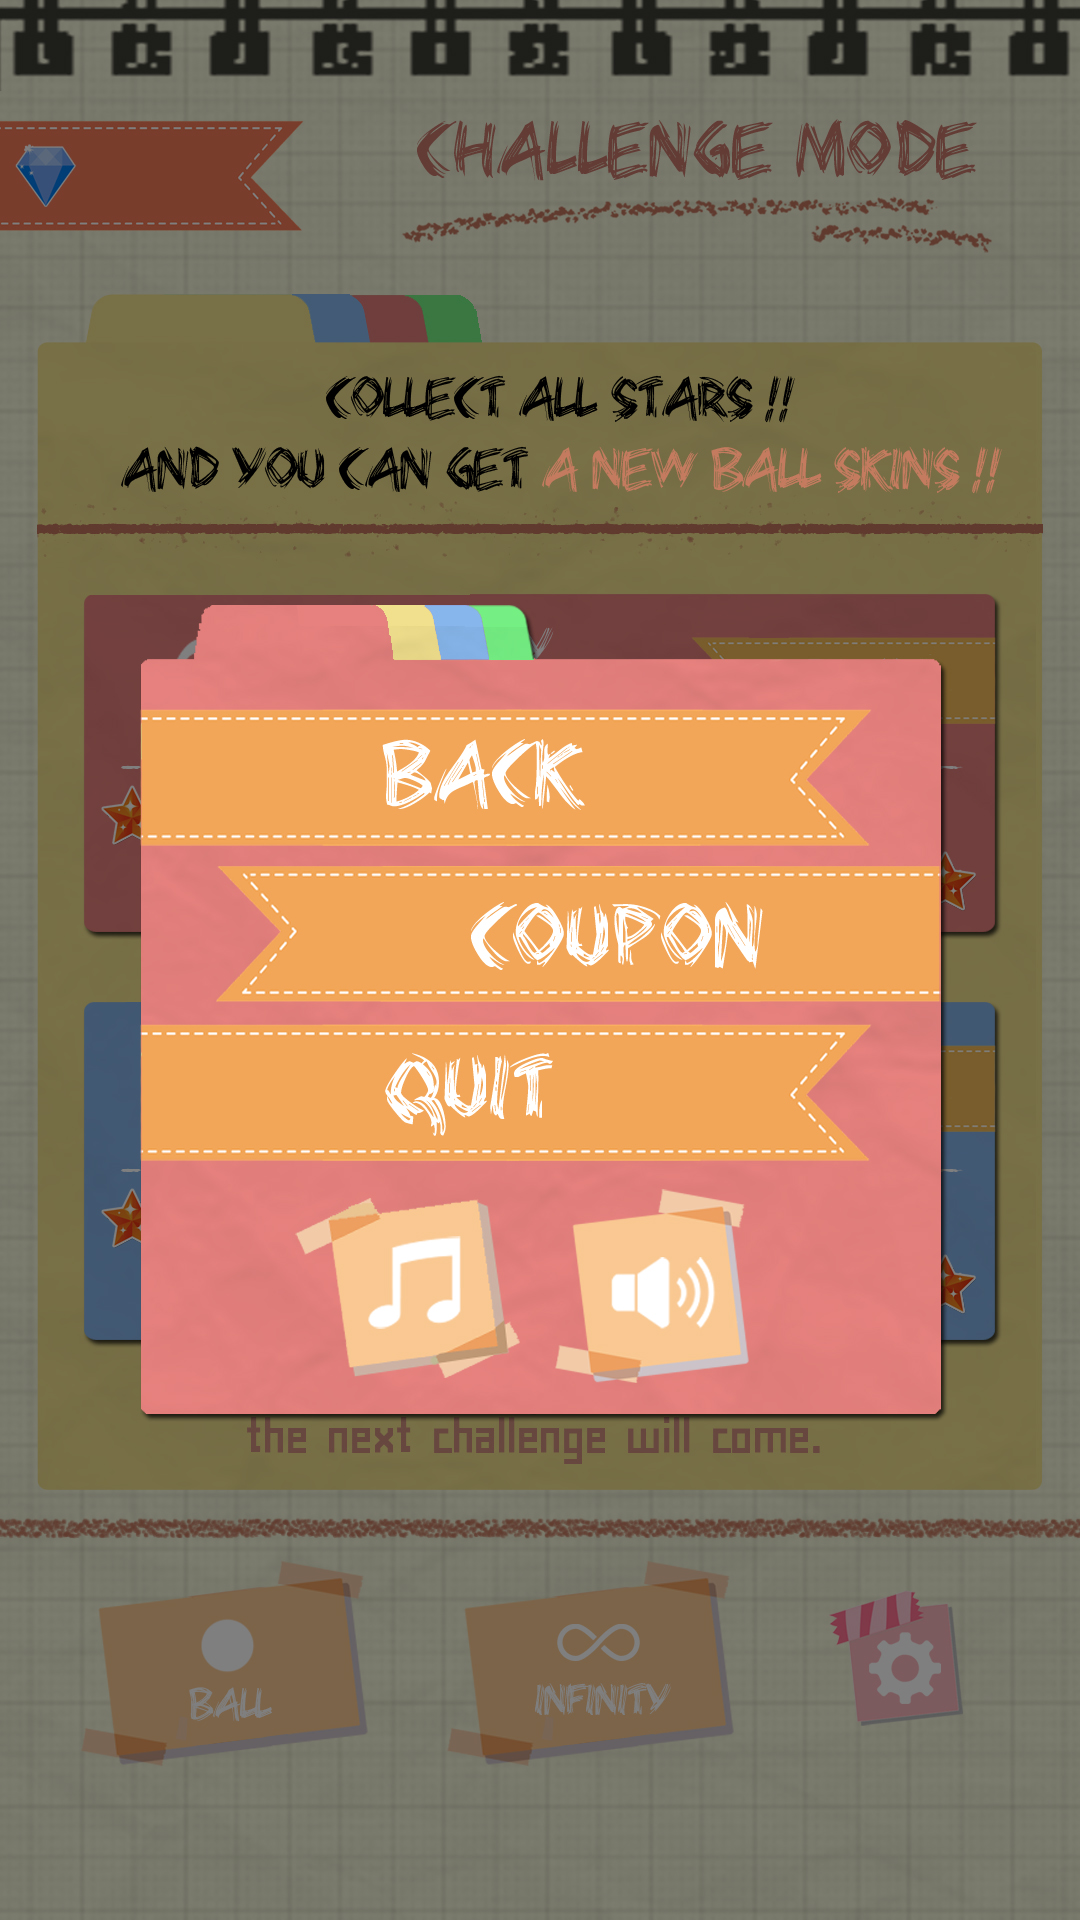 CHALLENGE MODE
COLLECT ALL STARS !!
AND YOU CAN GET A NEW BALL SKINS !!
BACK
COUPON
QUIT
the next challenge will come.
BALL
INFINITY